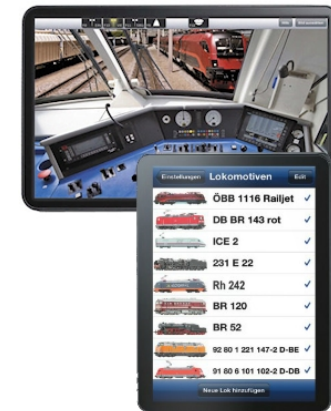 Einstellungen Lokomotiven Edit
ÖBB 1116 Railjet
DB BR 143 rot
ICE 2
231 E 22
Rh 242
BR 120
BR 52
92 80 1 221 147-2 D-BE
91 80 6 101 102-2 D-DB
Neue Lok hinzufügen